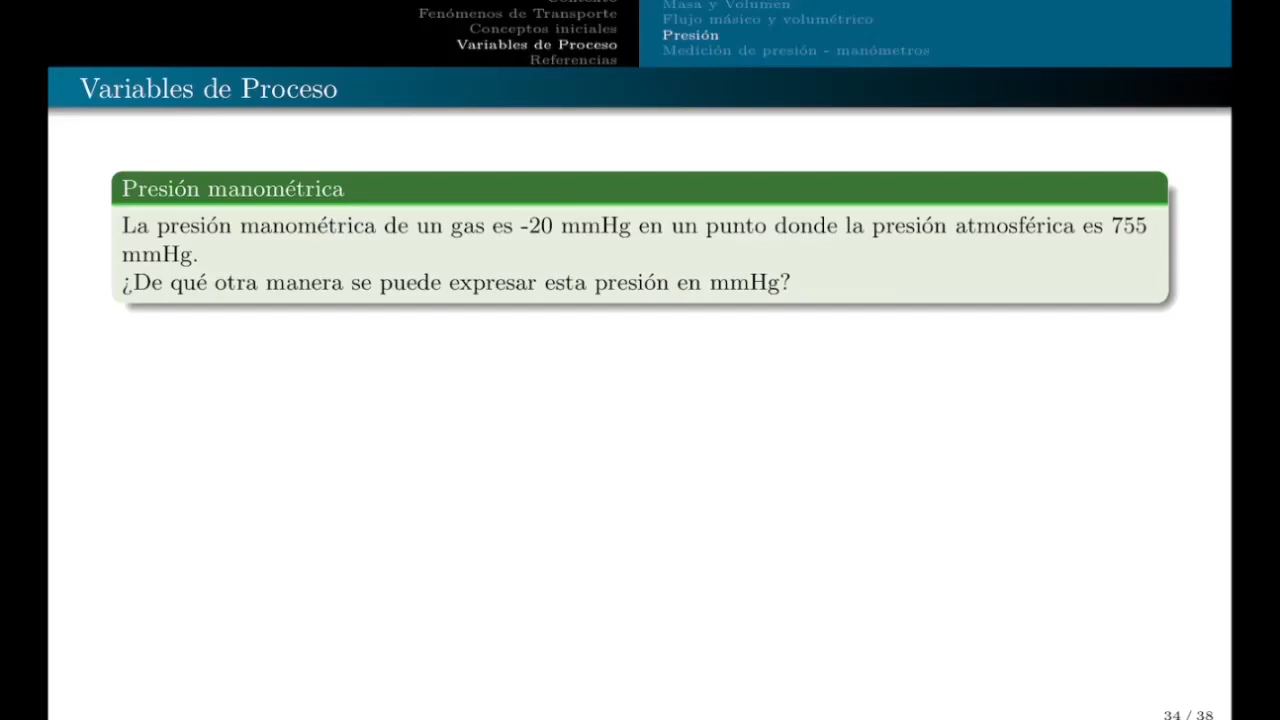 Contexto
Fenómenos de Transporte
Conceptos iniciales
Variables de Proceso
Referencias
Masa y Volumen
Flujo másico y volumétrico
Presión
Medición de presión - manómetros
Variables de Proceso
Presión manométrica
La presión manométrica de un gas es -20 mmHg en un punto donde la presión atmosférica es 755
mmHg.
¿De qué otra manera se puede expresar esta presión en mmHg?
34 / 38